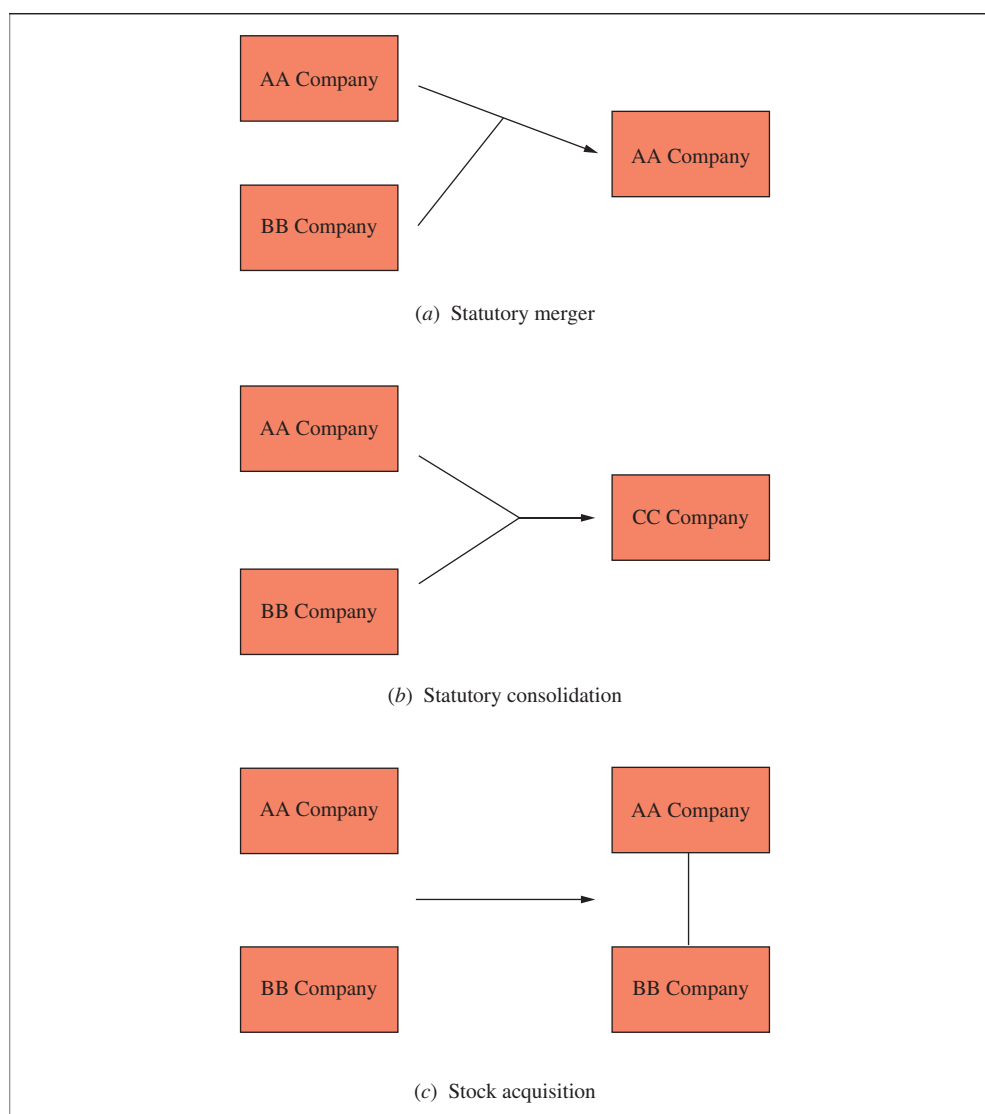 AA Company
AA Company
BB Company
(a) Statutory merger
AA Company
CC Company
BB Company
(b) Statutory consolidation
AA Company
AA Company
BB Company
BB Company
(c) Stock acquisition